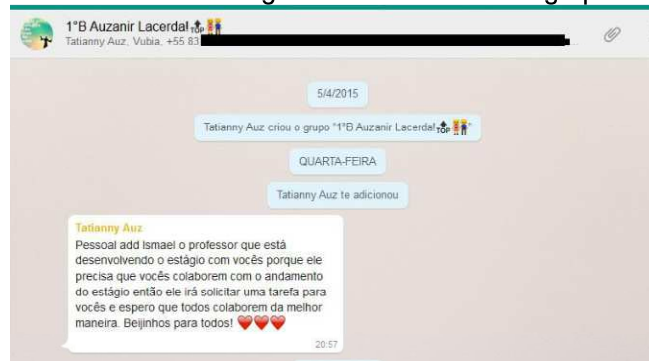 1°B Auzanir Lacerda!🔝👫
Tatianny Auz, Vubia, +55 83
5/4/2015
Tatianny Auz criou o grupo "1°B Auzanir Lacerda!🔝👫"
QUARTA-FEIRA
Tatianny Auz te adicionou
Tatianny Auz
Pessoal add Ismael o professor que está
desenvolvendo o estágio com vocês porque ele
precisa que vocês colaborem com o andamento
do estágio então ele irá solicitar uma tarefa para
vocês e espero que todos colaborem da melhor
maneira. Beijinhos para todos! ❤❤❤
20:57